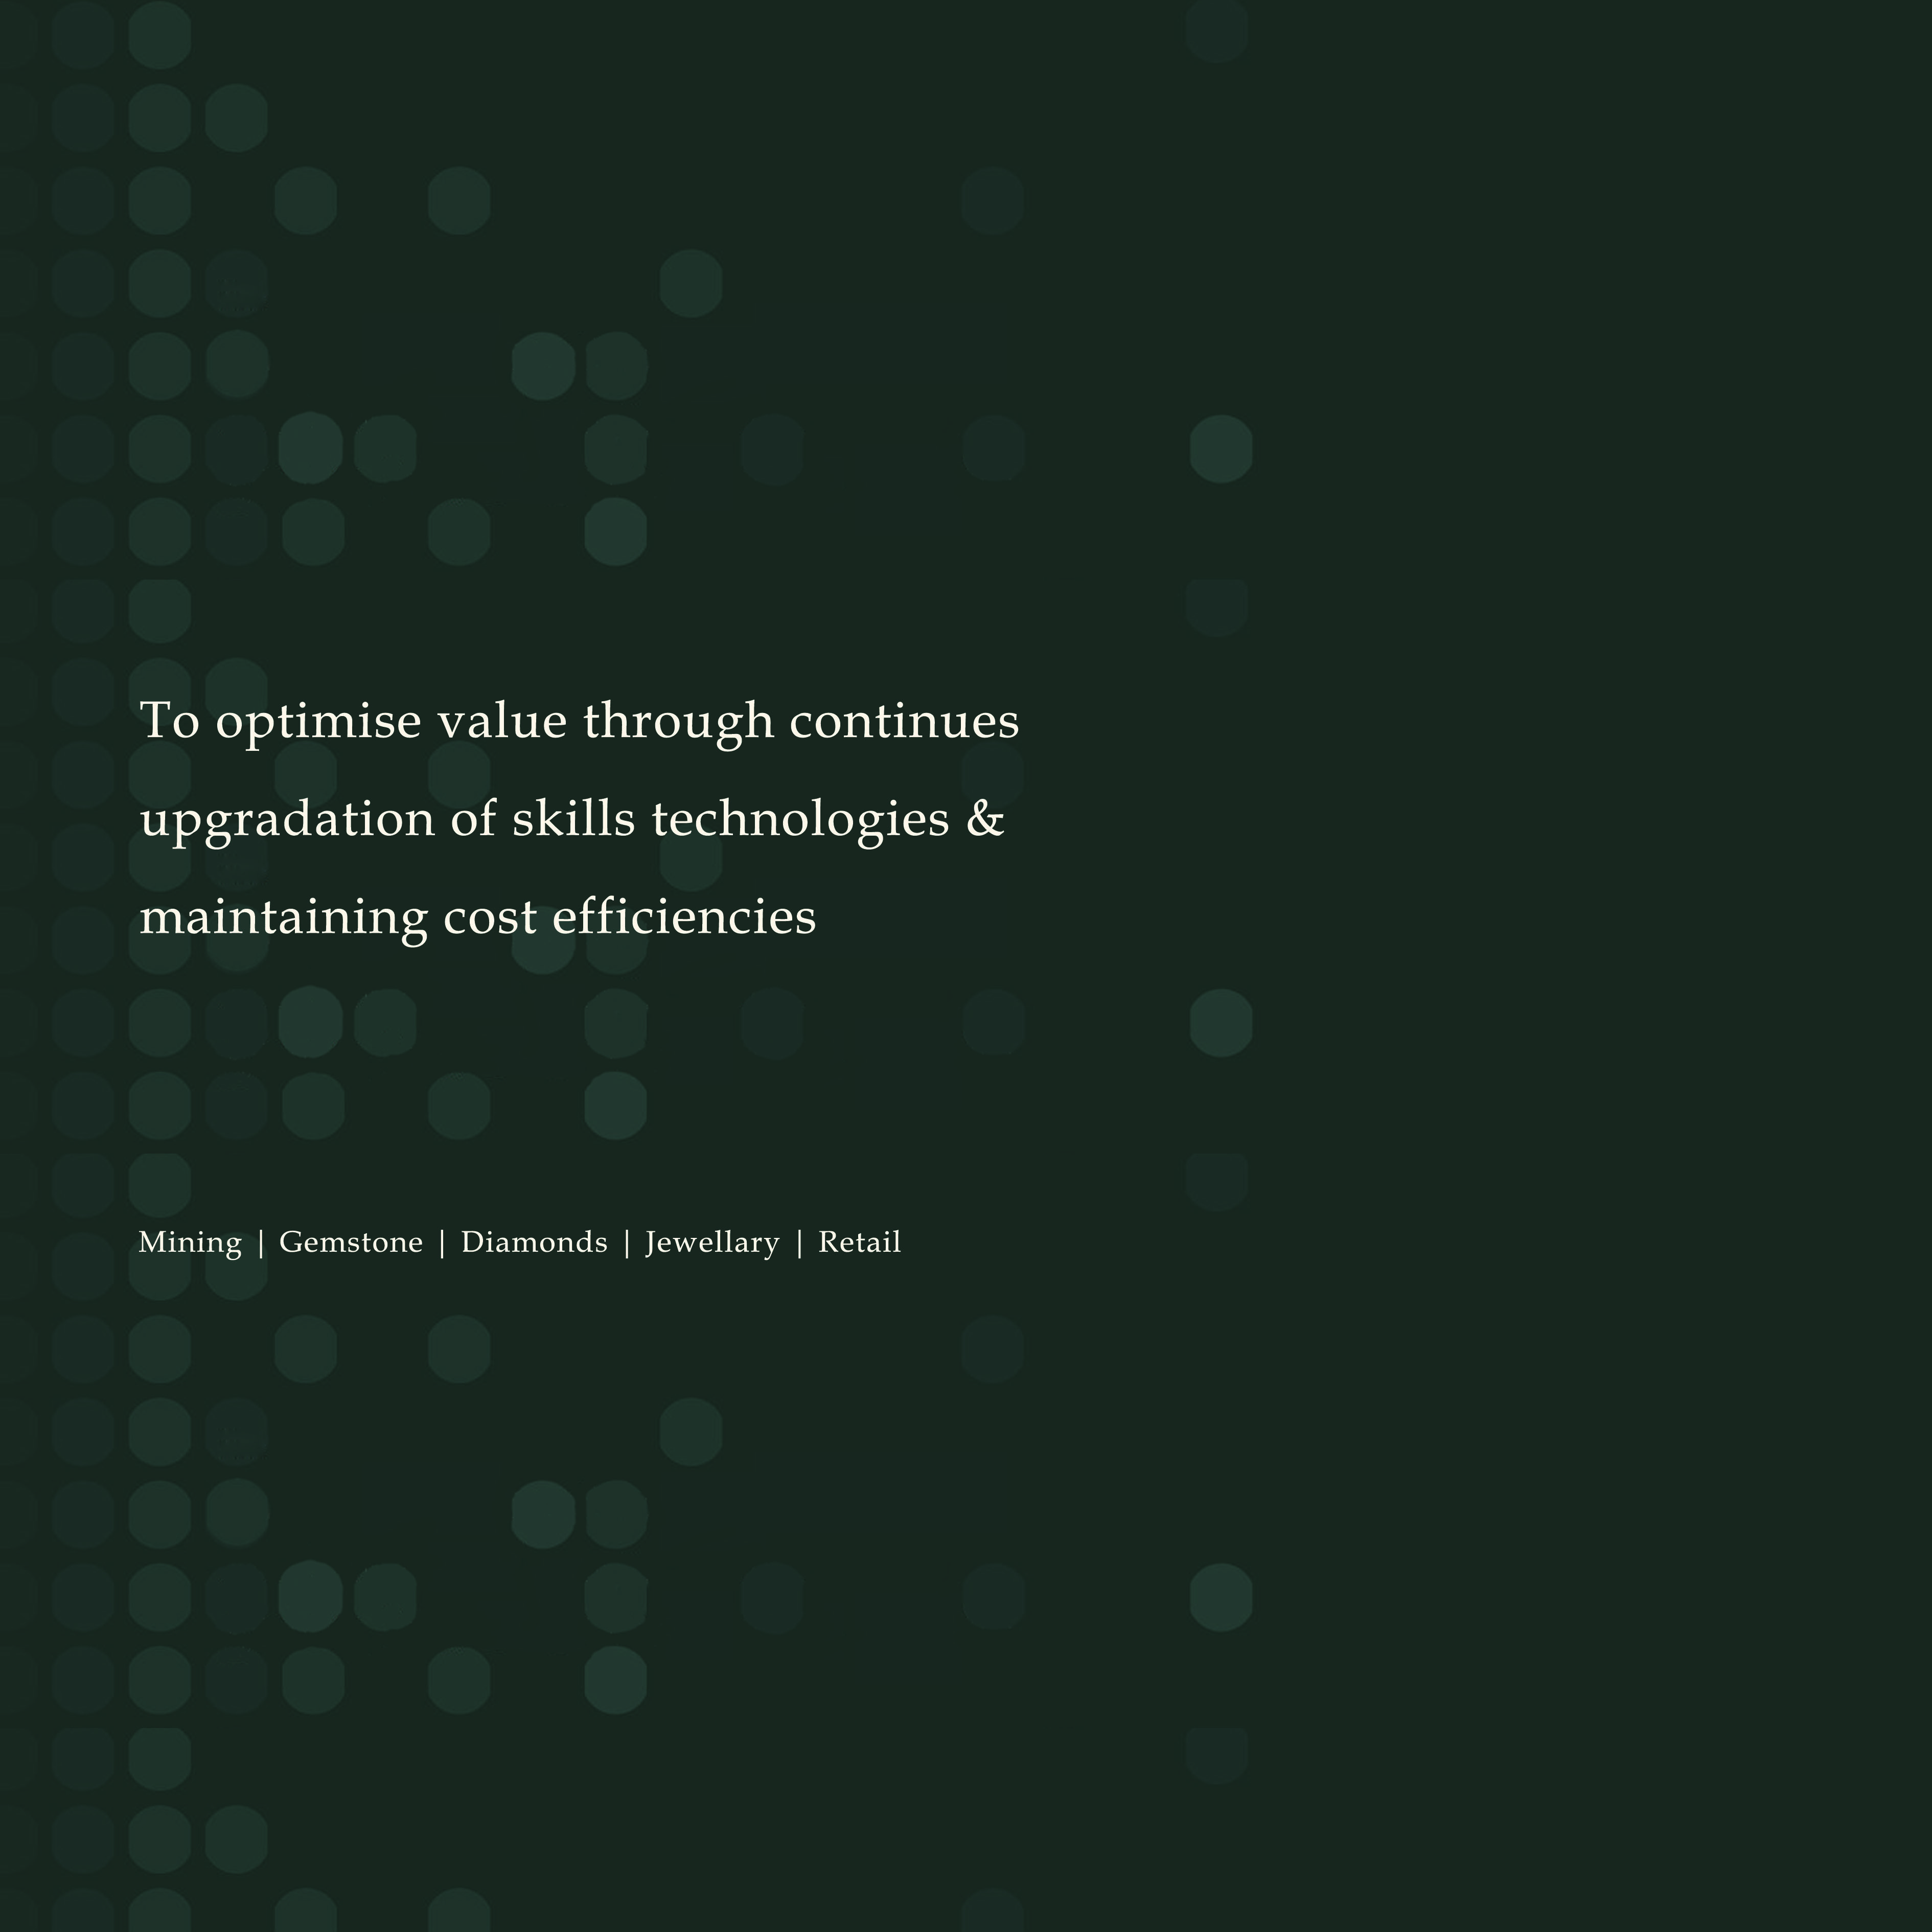 To optimise value through continues
upgradation of skills technologies &
maintaining cost efficiencies
Mining | Gemstone | Diamonds | Jewellary | Retail